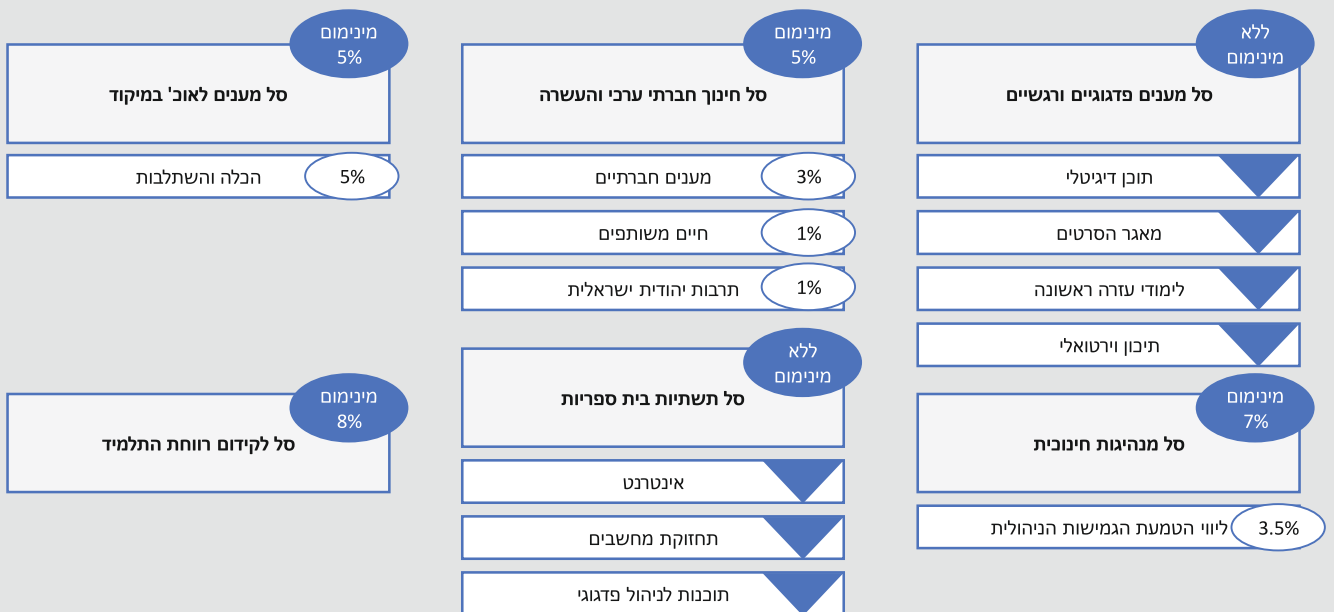 ללא
מינימום
סל מענים פדגוגיים ורגשיים
תוכן דיגיטלי
מאגר הסרטים
לימודי עזרה ראשונה
תיכון וירטואלי
מינימום
7%
סל מנהיגות חינוכית
3.5%
ליווי הטמעת הגמישות הניהולית
מינימום
5%
סל חינוך חברתי ערכי והעשרה
3%
מענים חברתיים
1%
חיים משותפים
1%
תרבות יהודית ישראלית
ללא
מינימום
סל תשתיות בית ספריות
אינטרנט
תחזוקת מחשבים
תוכנות לניהול פדגוגי
מינימום
5%
סל מענים לאוכ' במיקוד
5%
הכלה והשתלבות
מינימום
8%
סל לקידום רווחת התלמיד